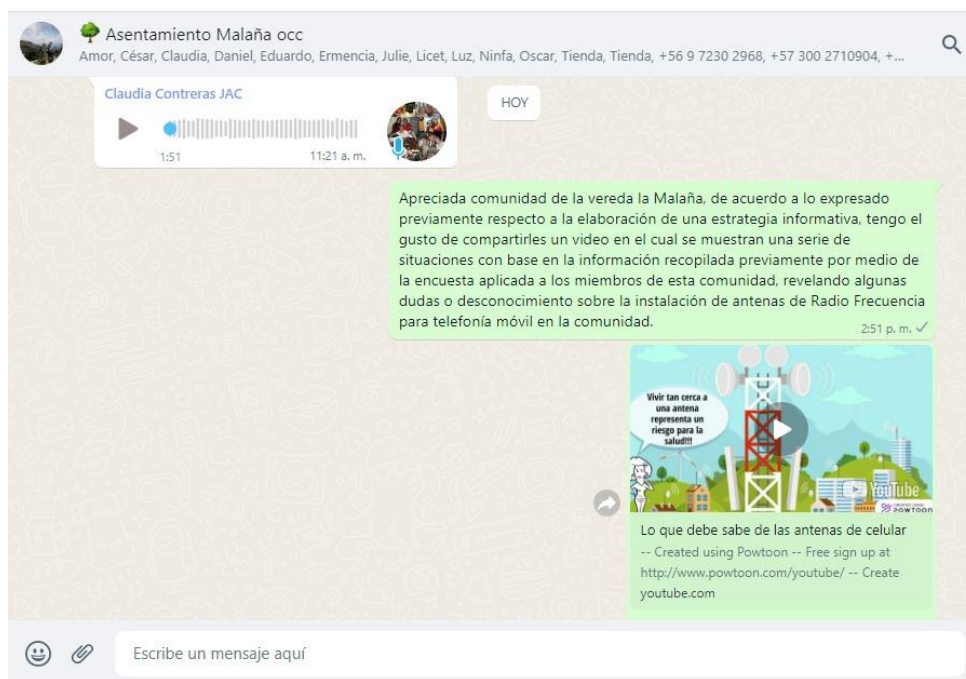 Asentamiento Malaña occ
Amor, César, Claudia, Daniel, Eduardo, Ermencia, Julie, Licet, Luz, Ninfa, Oscar, Tienda, Tienda, +56 9 7230 2968, +57 300 2710904, +...
Claudia Contreras JAC
1:51
11:21 a. m.
HOY
Apreciada comunidad de la vereda la Malaña, de acuerdo a lo expresado
previamente respecto a la elaboración de una estrategia informativa, tengo el
gusto de compartirles un video en el cual se muestran una serie de
situaciones con base en la información recopilada previamente por medio de
la encuesta aplicada a los miembros de esta comunidad, revelando algunas
dudas o desconocimiento sobre la instalación de antenas de Radio Frecuencia
para telefonía móvil en la comunidad.
2:51 p. m.
Vivir tan cerca a
una antena
representa un
riesgo para la
salud!!!
YouTube
CREATED USING
POWTOON
Lo que debe sabe de las antenas de celular
-- Created using Powtoon -- Free sign up at
http://www.powtoon.com/youtube/ -- Create
youtube.com
Escribe un mensaje aquí